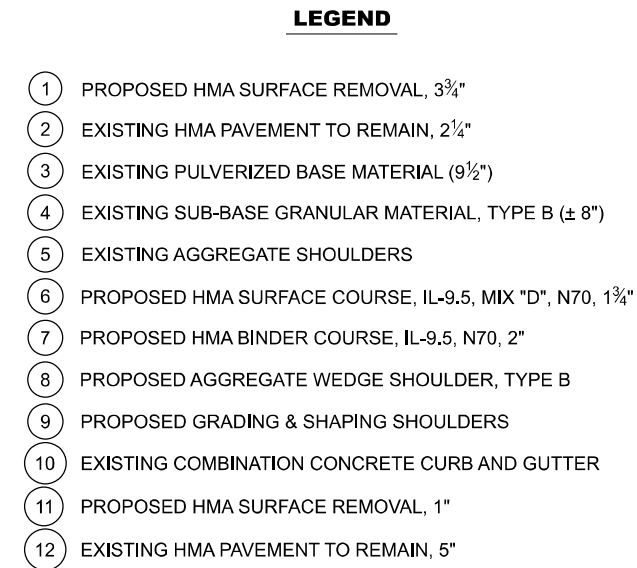 LEGEND
1 PROPOSED HMA SURFACE REMOVAL, 3¾"
2 EXISTING HMA PAVEMENT TO REMAIN, 2¼"
3 EXISTING PULVERIZED BASE MATERIAL (9½")
4 EXISTING SUB-BASE GRANULAR MATERIAL, TYPE B (± 8")
5 EXISTING AGGREGATE SHOULDERS
6 PROPOSED HMA SURFACE COURSE, IL-9.5, MIX "D", N70, 1¾"
7 PROPOSED HMA BINDER COURSE, IL-9.5, N70, 2"
8 PROPOSED AGGREGATE WEDGE SHOULDER, TYPE B
9 PROPOSED GRADING & SHAPING SHOULDERS
10 EXISTING COMBINATION CONCRETE CURB AND GUTTER
11 PROPOSED HMA SURFACE REMOVAL, 1"
12 EXISTING HMA PAVEMENT TO REMAIN, 5"